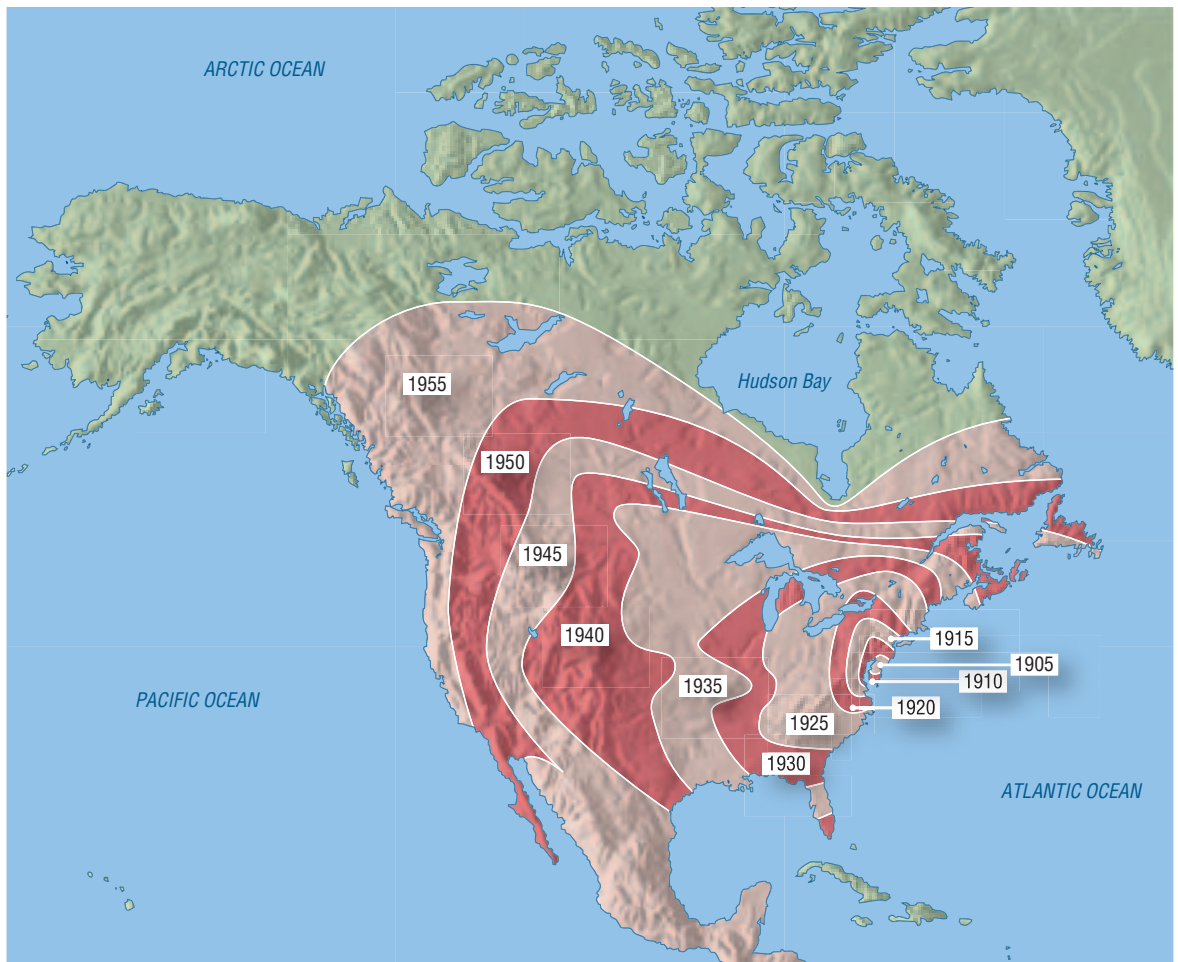 ARCTIC OCEAN
Hudson Bay
1955
1950
1945
1940
1915
1905
1910
1935
PACIFIC OCEAN
1920
1925
1930
ATLANTIC OCEAN